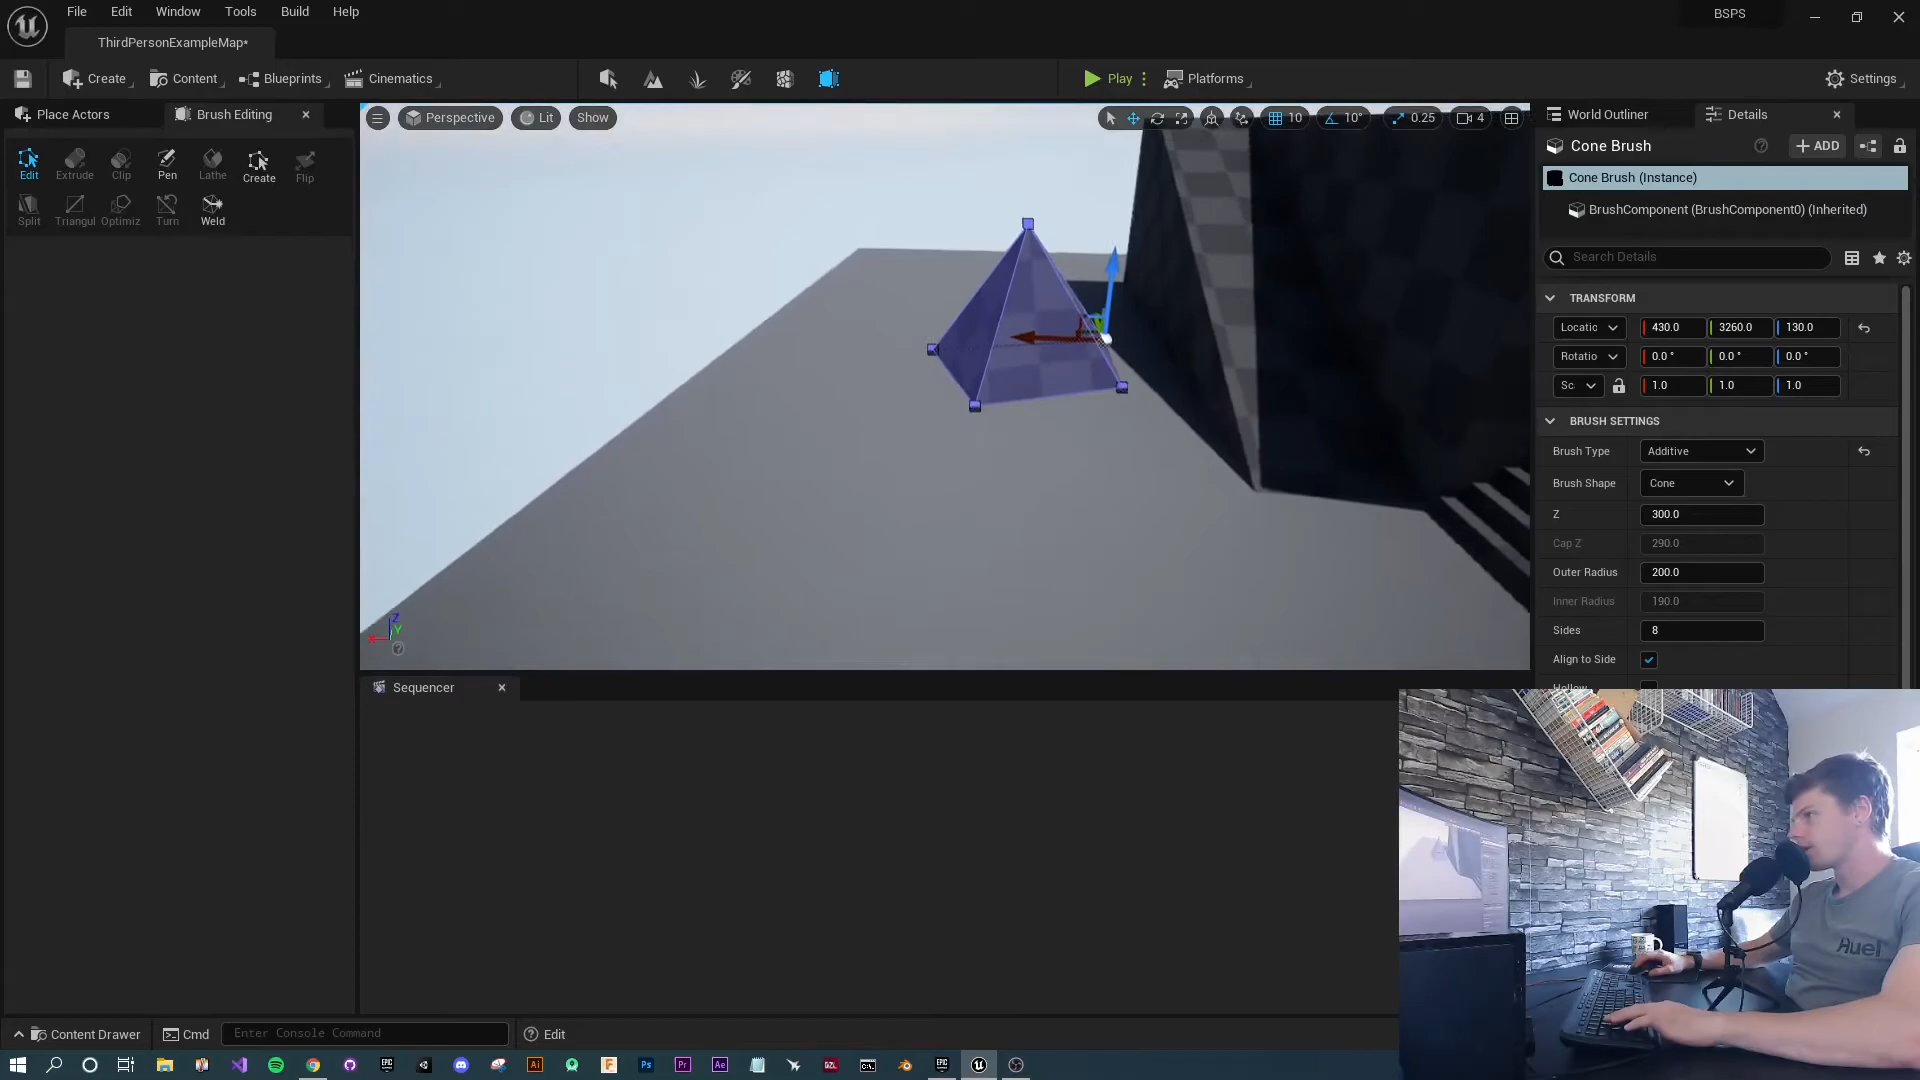 File Edit Window Tools Build Help
BSPS
ThirdPersonExampleMap*
Create Content Blueprints Cinematics Play Platforms Settings
Place Actors Brush Editing
Perspective Lit Show 10 10° 0.25 4
World Outliner Details
Edit Extrude Clip Pen Lathe Create Flip
Split Triangul Optimiz Turn Weld
Cone Brush ADD
Cone Brush (Instance)
BrushComponent (BrushComponent0) (Inherited)
Search Details
TRANSFORM
Locatic 430.0 3260.0 130.0
Rotatio 0.0 ° 0.0 ° 0.0 °
Sc 1.0 1.0 1.0
BRUSH SETTINGS
Brush Type Additive
Brush Shape Cone
Z 300.0
Cap Z 290.0
Outer Radius 200.0
Inner Radius 190.0
Sides 8
Align to Side
Hollow
Z
Y
Sequencer
Huel
Content Drawer Cmd Enter Console Command Edit